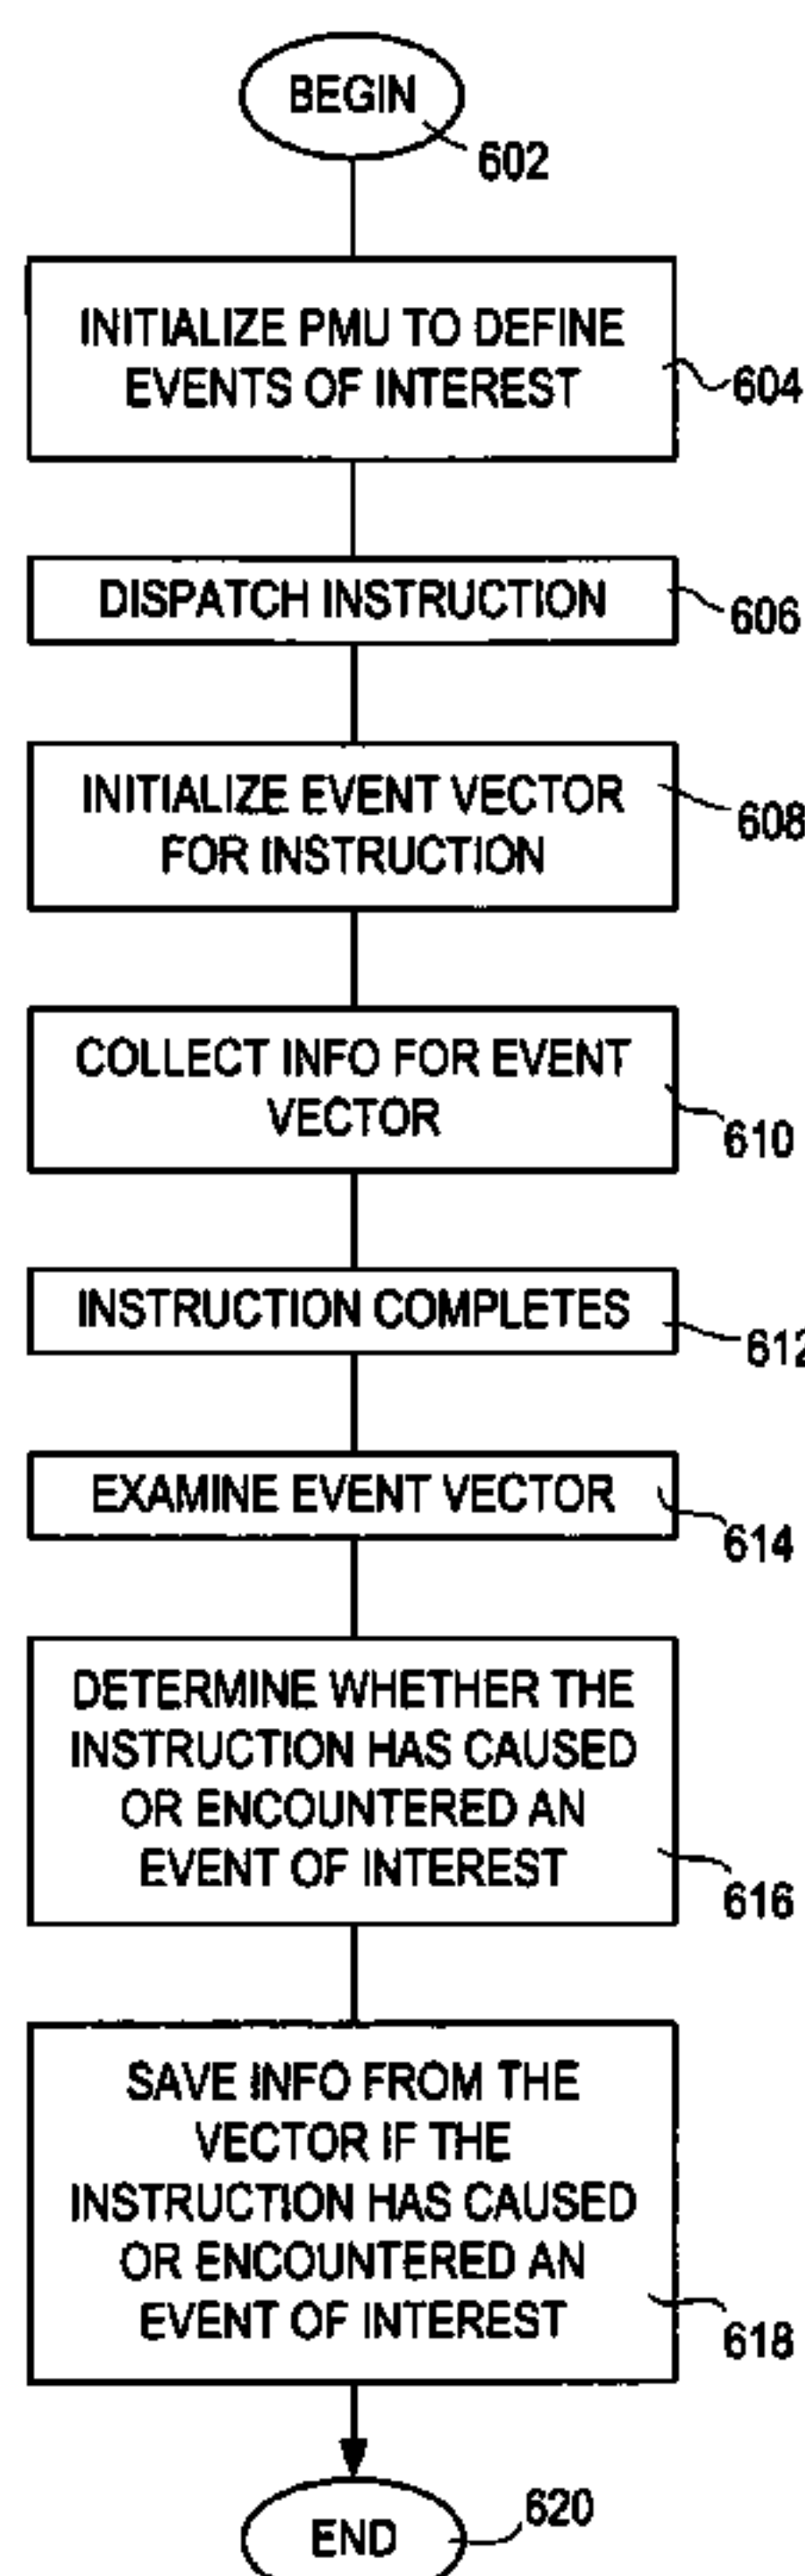 BEGIN
602
INITIALIZE PMU TO DEFINE
EVENTS OF INTEREST
604
DISPATCH INSTRUCTION
606
INITIALIZE EVENT VECTOR
FOR INSTRUCTION
608
COLLECT INFO FOR EVENT
VECTOR
610
INSTRUCTION COMPLETES
612
EXAMINE EVENT VECTOR
614
DETERMINE WHETHER THE
INSTRUCTION HAS CAUSED
OR ENCOUNTERED AN
EVENT OF INTEREST
616
SAVE INFO FROM THE
VECTOR IF THE
INSTRUCTION HAS CAUSED
OR ENCOUNTERED AN
EVENT OF INTEREST
618
END
620